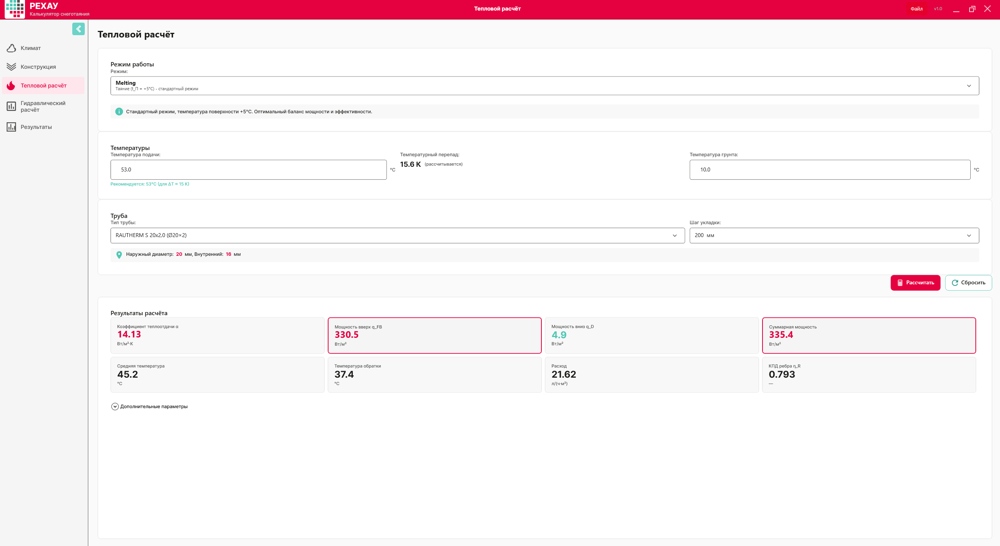 РЕХАУ
Калькулятор снеготаяния
Тепловой расчёт
Файл
v1.0
Климат
Конструкция
Тепловой расчёт
Гидравлический
расчёт
Результаты
Тепловой расчёт
Режим работы
Режим:
Melting
Таяние (t_П = +5°C) - стандартный режим
Стандартный режим, температура поверхности +5°C. Оптимальный баланс мощности и эффективности.
Температуры
Температура подачи:
53.0
°C
Рекомендуется: 53°C (для ΔT ≈ 15 K)
Температурный перепад:
15.6 K (рассчитывается)
Температура грунта:
10.0
°C
Труба
Тип трубы:
RAUTHERM S 20x2,0 (Ø20×2)
Шаг укладки:
200 мм
Наружный диаметр: 20 мм, Внутренний: 16 мм
Рассчитать
Сбросить
Результаты расчёта
Коэффициент теплоотдачи α
14.13
Вт/м²·К
Мощность вверх q_FB
330.5
Вт/м²
Мощность вниз q_D
4.9
Вт/м²
Суммарная мощность
335.4
Вт/м²
Средняя температура
45.2
°C
Температура обратки
37.4
°C
Расход
21.62
л/(ч·м²)
КПД ребра η_R
0.793
—
Дополнительные параметры